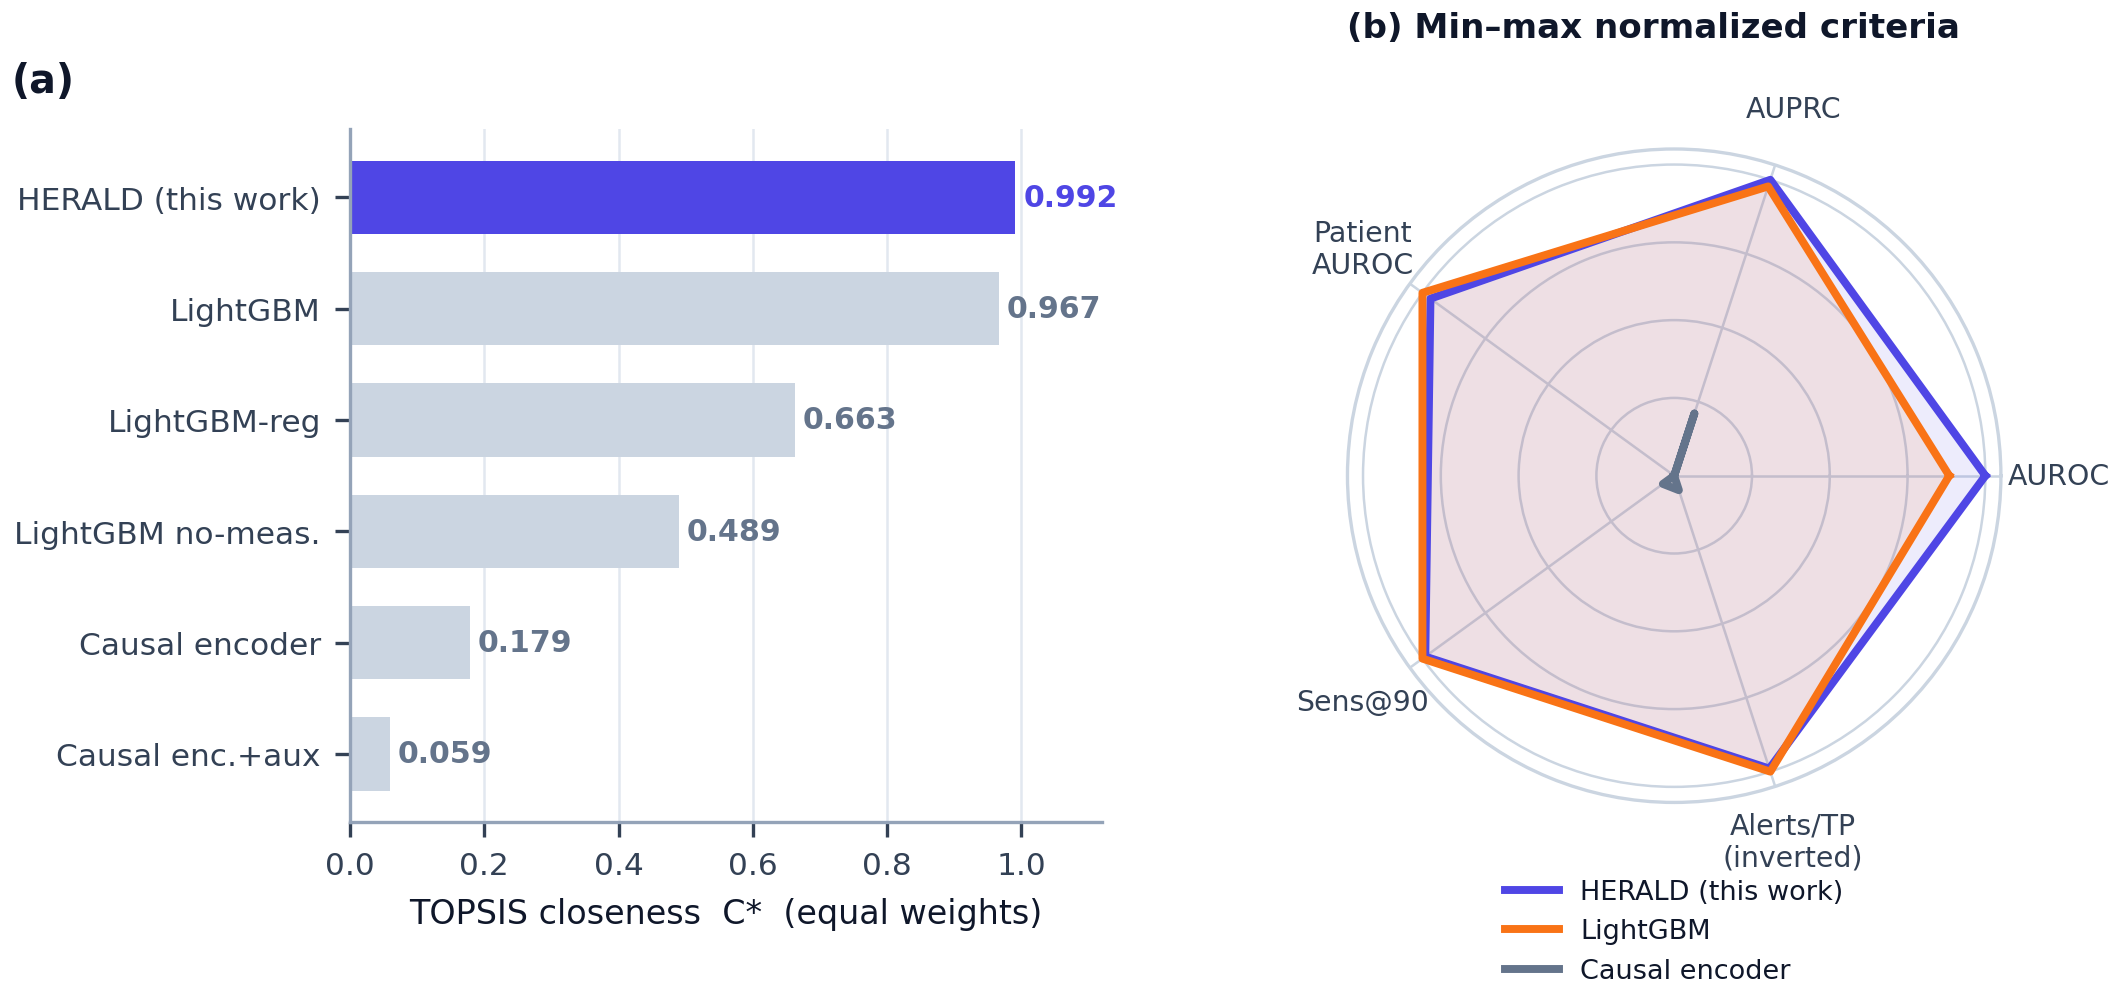 (a)
HERALD (this work)
0.992
LightGBM
0.967
LightGBM-reg
0.663
LightGBM no-meas.
0.489
Causal encoder
0.179
Causal enc.+aux
0.059
0.0 0.2 0.4 0.6 0.8 1.0
TOPSIS closeness C* (equal weights)
(b) Min–max normalized criteria
AUPRC
Patient
AUROC
AUROC
Sens@90
Alerts/TP
(inverted)
HERALD (this work)
LightGBM
Causal encoder